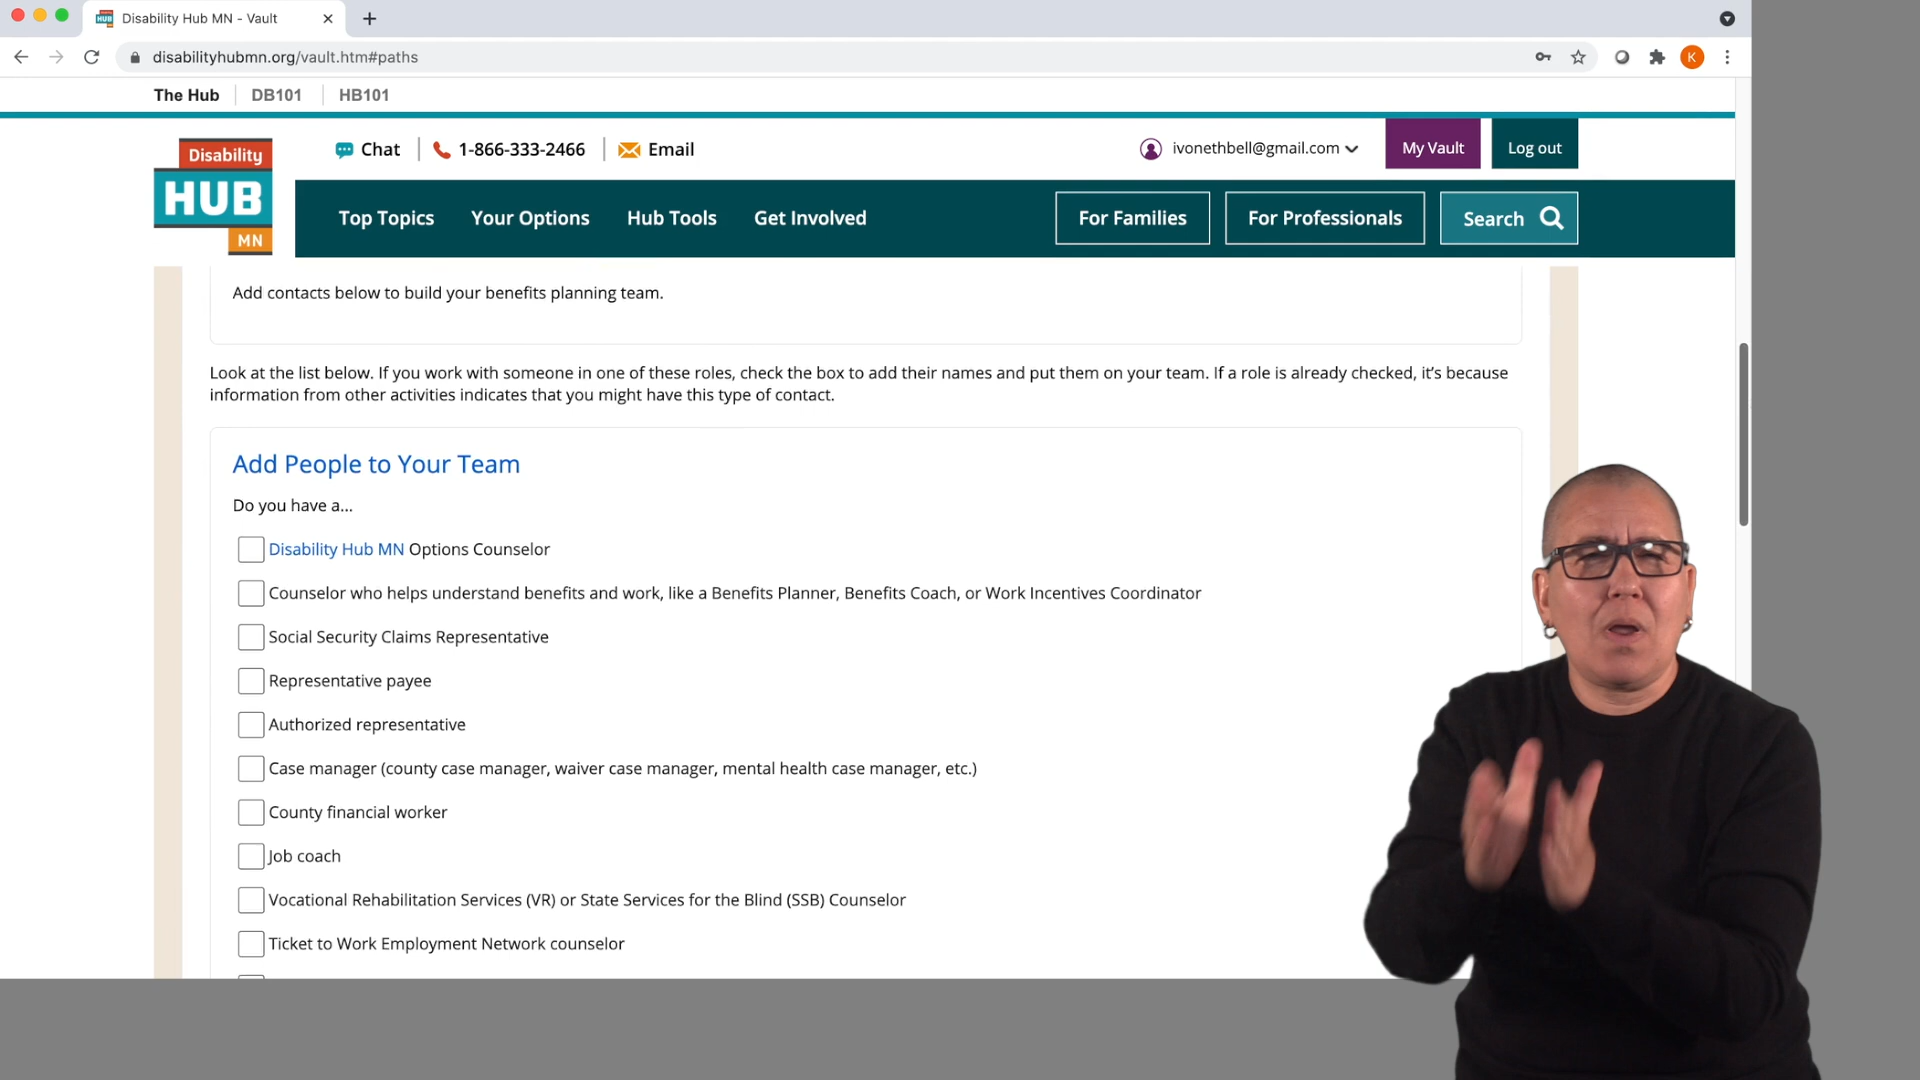 Disability Hub MN - Vault
disabilityhubmn.org/vault.htm#paths
K
The Hub
DB101
HB101
Disability
HUB
MN
Chat
1-866-333-2466
Email
ivonethbell@gmail.com
My Vault
Log out
Top Topics
Your Options
Hub Tools
Get Involved
For Families
For Professionals
Search
Add contacts below to build your benefits planning team.
Look at the list below. If you work with someone in one of these roles, check the box to add their names and put them on your team. If a role is already checked, it’s because
information from other activities indicates that you might have this type of contact.
Add People to Your Team
Do you have a...
Disability Hub MN Options Counselor
Counselor who helps understand benefits and work, like a Benefits Planner, Benefits Coach, or Work Incentives Coordinator
Social Security Claims Representative
Representative payee
Authorized representative
Case manager (county case manager, waiver case manager, mental health case manager, etc.)
County financial worker
Job coach
Vocational Rehabilitation Services (VR) or State Services for the Blind (SSB) Counselor
Ticket to Work Employment Network counselor